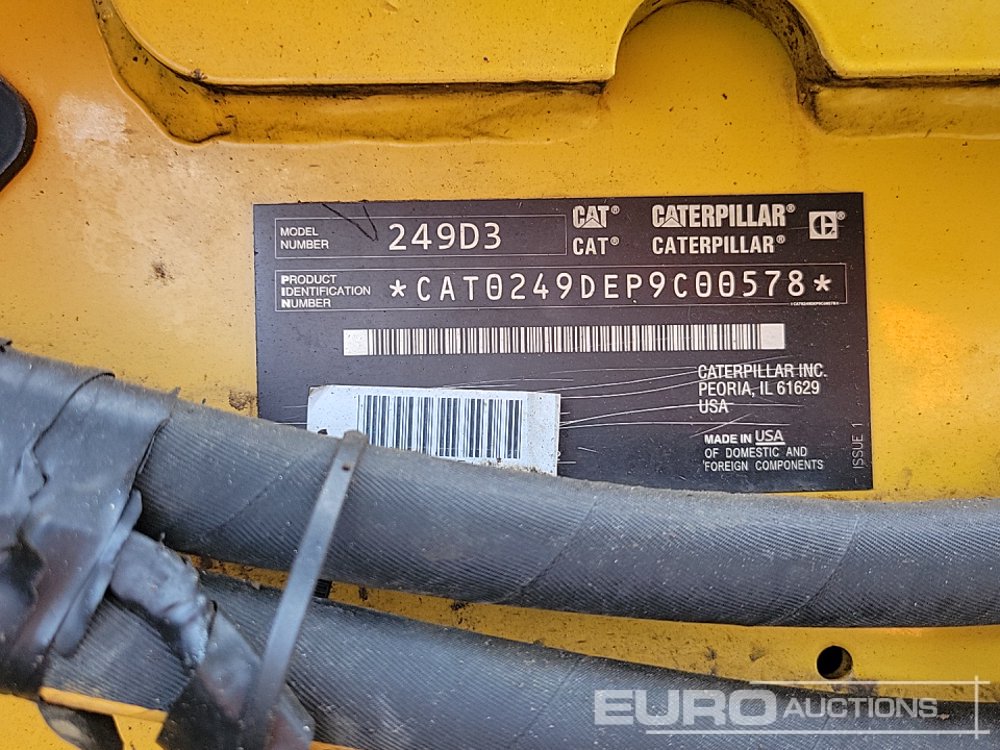 MODEL NUMBER 249D3
CAT® CATERPILLAR®
CAT® CATERPILLAR®
PRODUCT
IDENTIFICATION
NUMBER
*CAT0249DEP9C00578*
CATERPILLAR INC.
PEORIA, IL 61629
USA
MADE IN USA
OF DOMESTIC AND
FOREIGN COMPONENTS
ISSUE 1
EURO AUCTIONS